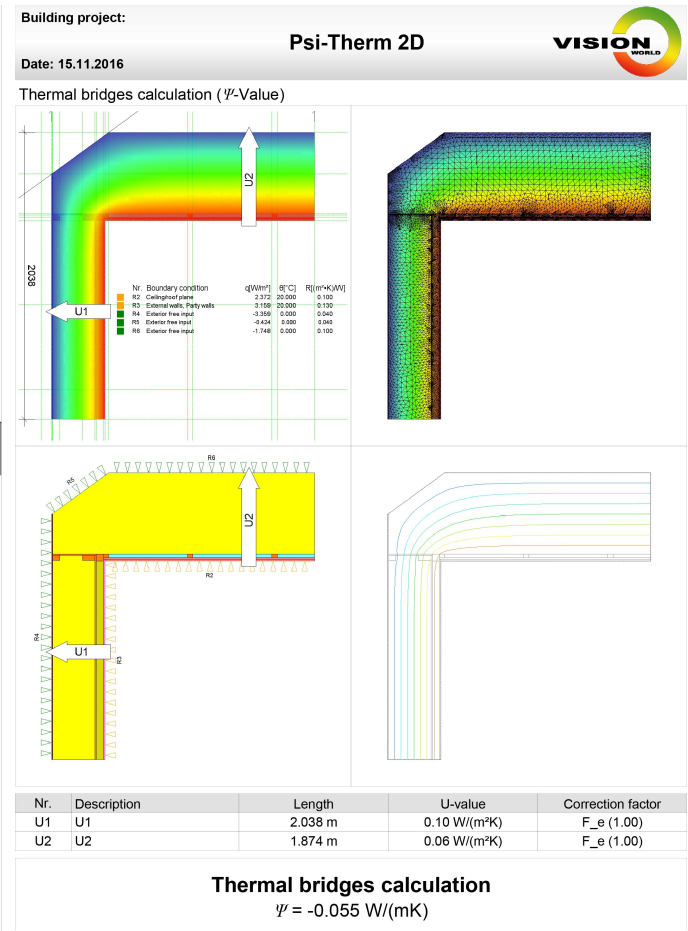 Building project:
Psi-Therm 2D
VISION
WORLD
Date: 15.11.2016
Thermal bridges calculation (Ψ-Value)
U2
2038
Nr. Boundary condition q[W/m²] θ[°C] R[(m²•K)/W]
R2 Ceiling/roof plane 2.372 20.000 0.100
R3 External walls, Party walls 3.159 20.000 0.130
R4 Exterior free input -3.359 0.000 0.040
R5 Exterior free input -0.424 0.000 0.040
R6 Exterior free input -1.748 0.000 0.100
U1
R6
R5
U2
R2
R4
U1
R3
Nr. Description Length U-value Correction factor
U1 U1 2.038 m 0.10 W/(m²K) F_e (1.00)
U2 U2 1.874 m 0.06 W/(m²K) F_e (1.00)
Thermal bridges calculation
Ψ = -0.055 W/(mK)